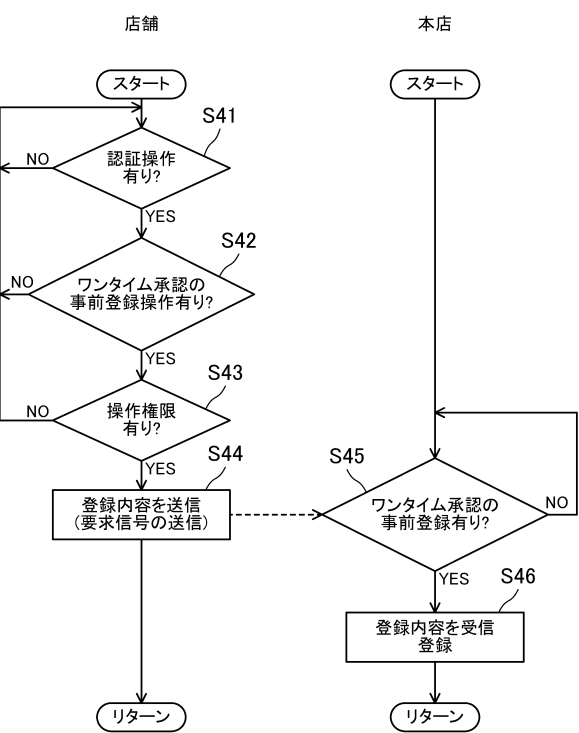 店舗
本店
スタート
スタート
S41
認証操作
有り?
NO
YES
S42
ワンタイム承認の
事前登録操作有り?
NO
YES
S43
操作権限
有り?
NO
YES
S44
登録内容を送信
(要求信号の送信)
S45
ワンタイム承認の
事前登録有り?
NO
YES
S46
登録内容を受信
登録
リターン
リターン